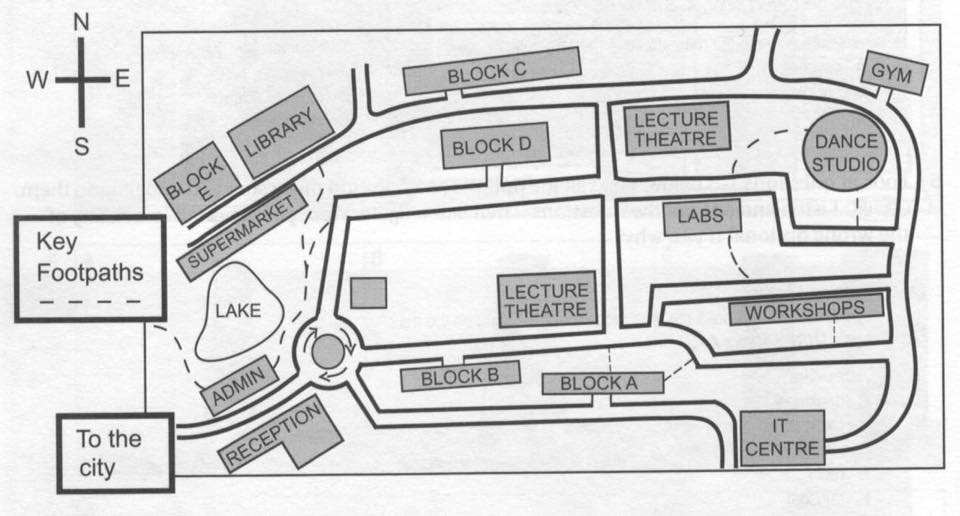 N
W E
S
BLOCK C
GYM
LIBRARY
LECTURE
THEATRE
BLOCK D
DANCE
STUDIO
BLOCK
E
SUPERMARKET
LABS
Key
Footpaths
LAKE
LECTURE
THEATRE
WORKSHOPS
ADMIN
BLOCK B
BLOCK A
RECEPTION
IT
CENTRE
To the
city